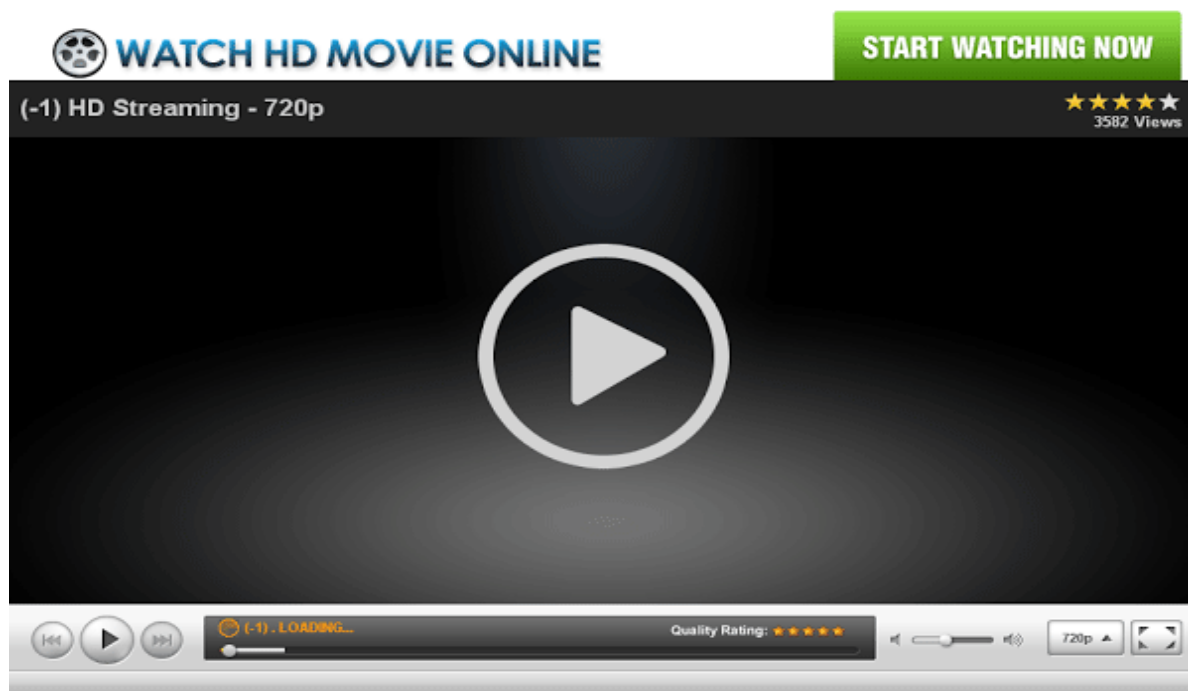 WATCH HD MOVIE ONLINE
START WATCHING NOW
(-1) HD Streaming - 720p
3582 Views
(-1) . LOADING...
Quality Rating:
720p